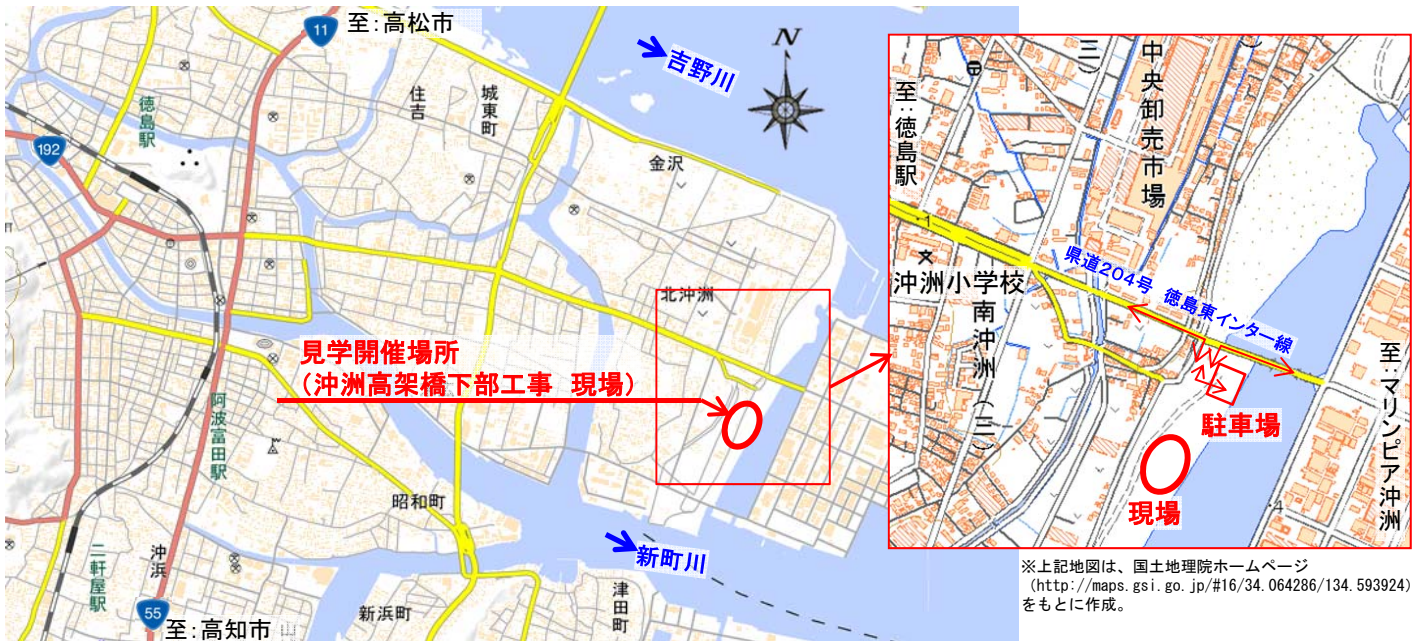 11
至：高松市
吉野川
N
住吉
城東町
徳島駅
192
金沢
北沖洲
見学開催場所
（沖洲高架橋下部工事　現場）
阿波富田駅
昭和町
新町川
二軒屋駅
沖浜
55
至：高知市
新浜町
津田町
至：徳島駅
三）
中央卸売市場
1
文
沖洲小学校
南沖洲（二）
県道204号　徳島東インター線
駐車場
現場
至：マリンピア沖洲
4
※上記地図は、国土地理院ホームページ
（http://maps.gsi.go.jp/#16/34.064286/134.593924）
をもとに作成。